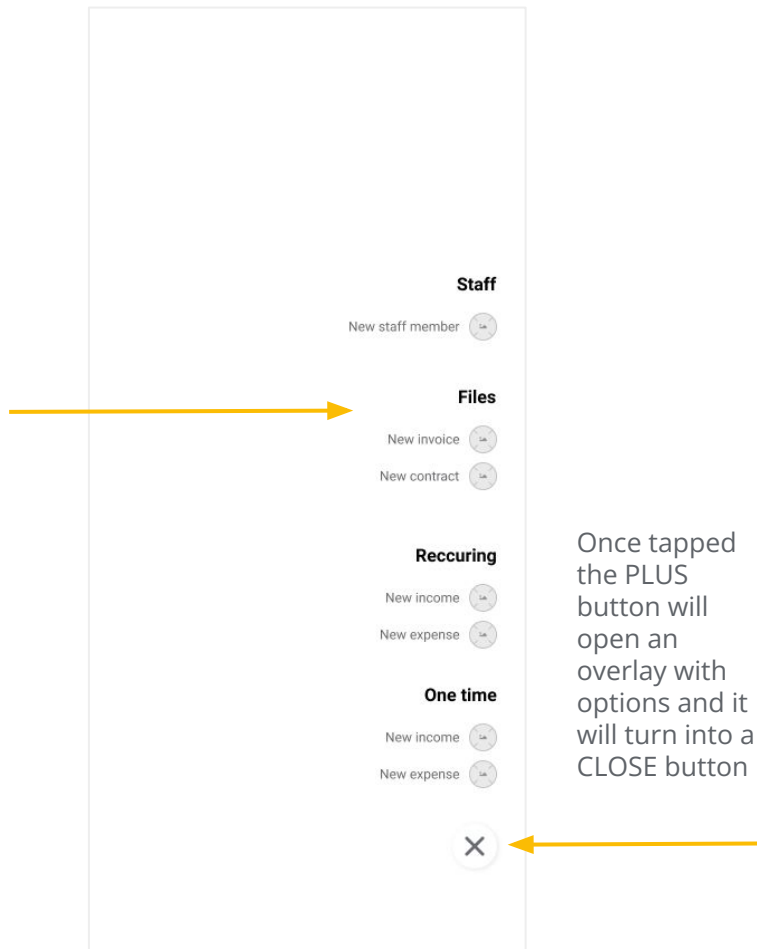 Staff
New staff member
Files
New invoice
New contract
Reccuring
New income
New expense
One time
New income
New expense
Once tapped
the PLUS
button will
open an
overlay with
options and it
will turn into a
CLOSE button